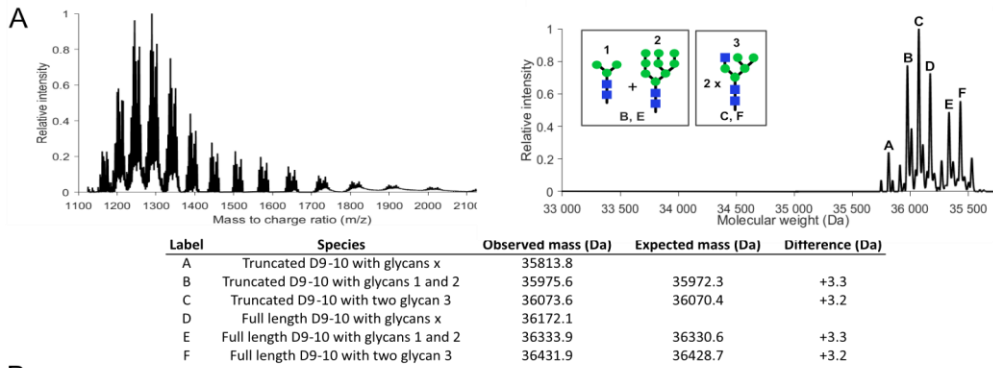 A
Relative intensity
1
0.8
0.6
0.4
0.2
0
1100 1200 1300 1400 1500 1600 1700 1800 1900 2000 2100
Mass to charge ratio (m/z)
Relative intensity
1
0.8
0.6
0.4
0.2
0
1 2 3
+ 2 x
B, E C, F
A B C D E F
33 000 33 500 34 000 34 500 35 000 35 500 36 000 35 500
Molecular weight (Da)
Label Species Observed mass (Da) Expected mass (Da) Difference (Da)
A Truncated D9-10 with glycans x 35813.8
B Truncated D9-10 with glycans 1 and 2 35975.6 35972.3 +3.3
C Truncated D9-10 with two glycan 3 36073.6 36070.4 +3.2
D Full length D9-10 with glycans x 36172.1
E Full length D9-10 with glycans 1 and 2 36333.9 36330.6 +3.3
F Full length D9-10 with two glycan 3 36431.9 36428.7 +3.2